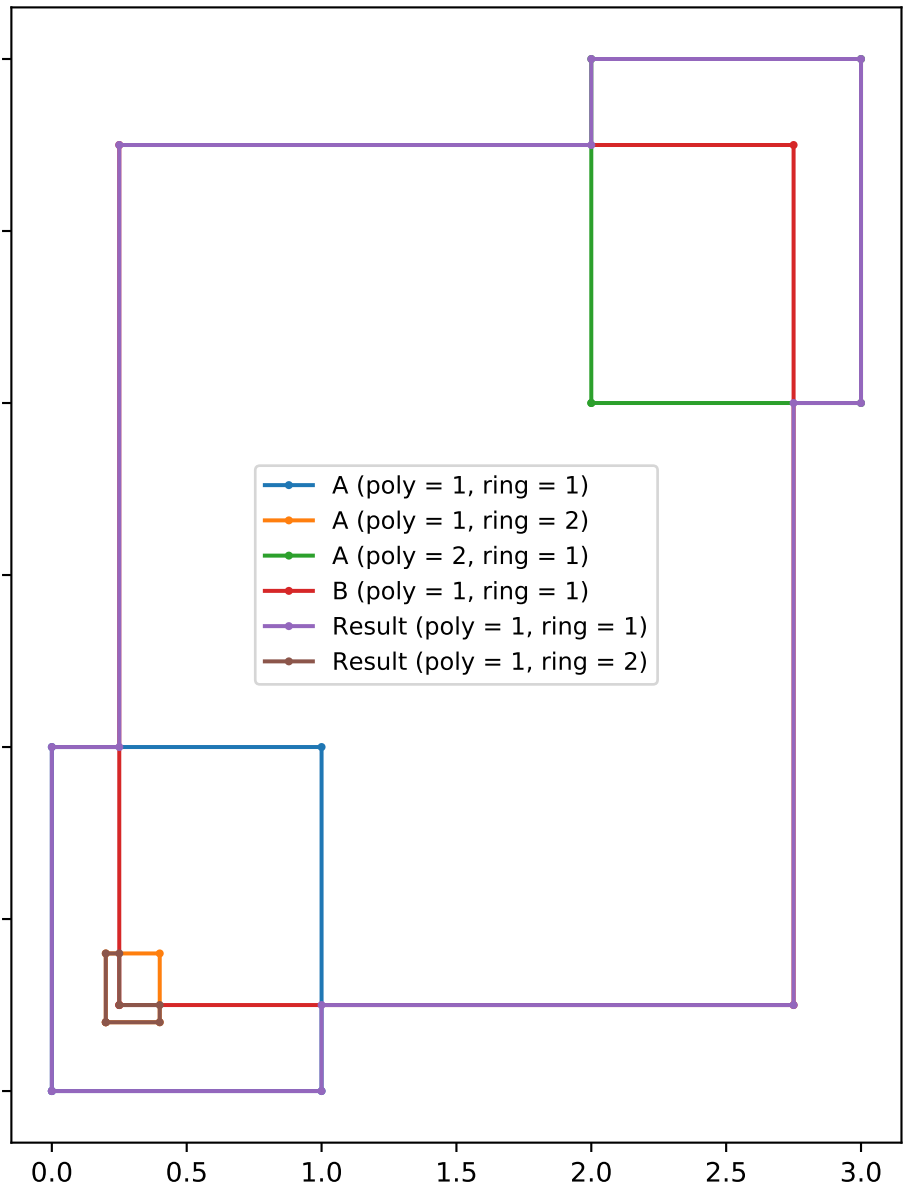 A (poly = 1, ring = 1)
A (poly = 1, ring = 2)
A (poly = 2, ring = 1)
B (poly = 1, ring = 1)
Result (poly = 1, ring = 1)
Result (poly = 1, ring = 2)
0.0 0.5 1.0 1.5 2.0 2.5 3.0